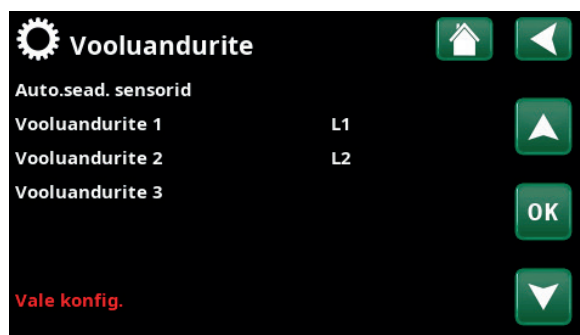 Vooluandurite
Auto.sead. sensorid
Vooluandurite 1 L1
Vooluandurite 2 L2
Vooluandurite 3
OK
Vale konfig.